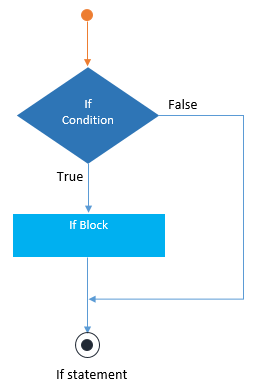 If
Condition
False
True
If Block
If statement